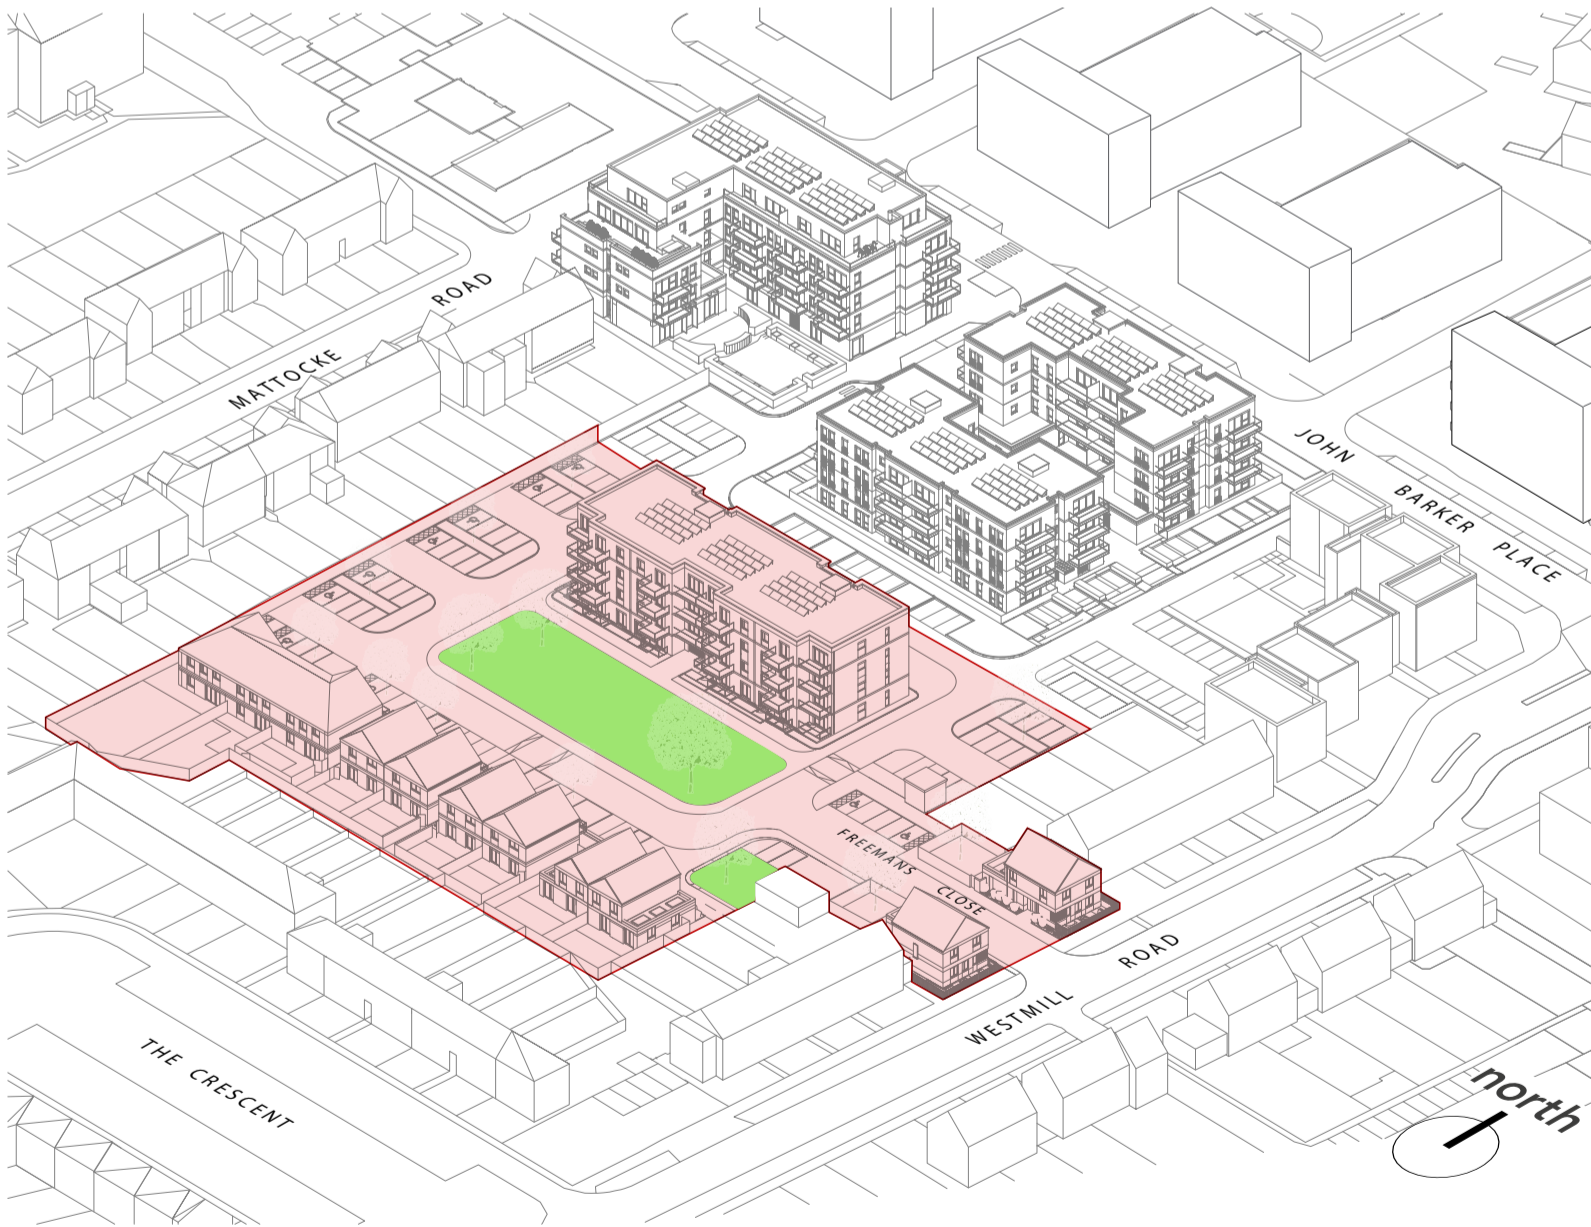 MATTOCKE ROAD
JOHN BARKER PLACE
FREEMANS CLOSE
WESTMILL ROAD
THE CRESCENT
north